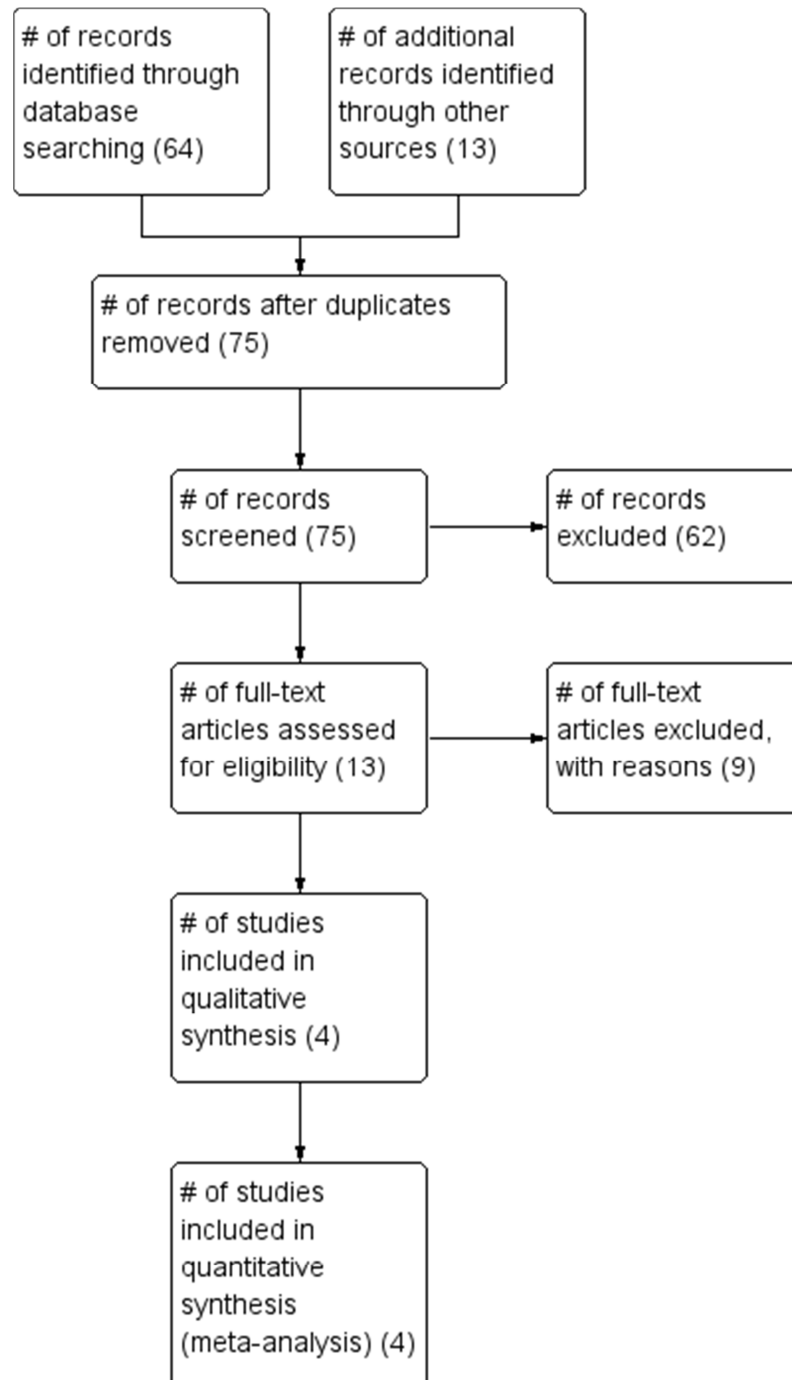 # of records
identified through
database
searching (64)
# of additional
records identified
through other
sources (13)
# of records after duplicates
removed (75)
# of records
screened (75)
# of records
excluded (62)
# of full-text
articles assessed
for eligibility (13)
# of full-text
articles excluded,
with reasons (9)
# of studies
included in
qualitative
synthesis (4)
# of studies
included in
quantitative
synthesis
(meta-analysis) (4)